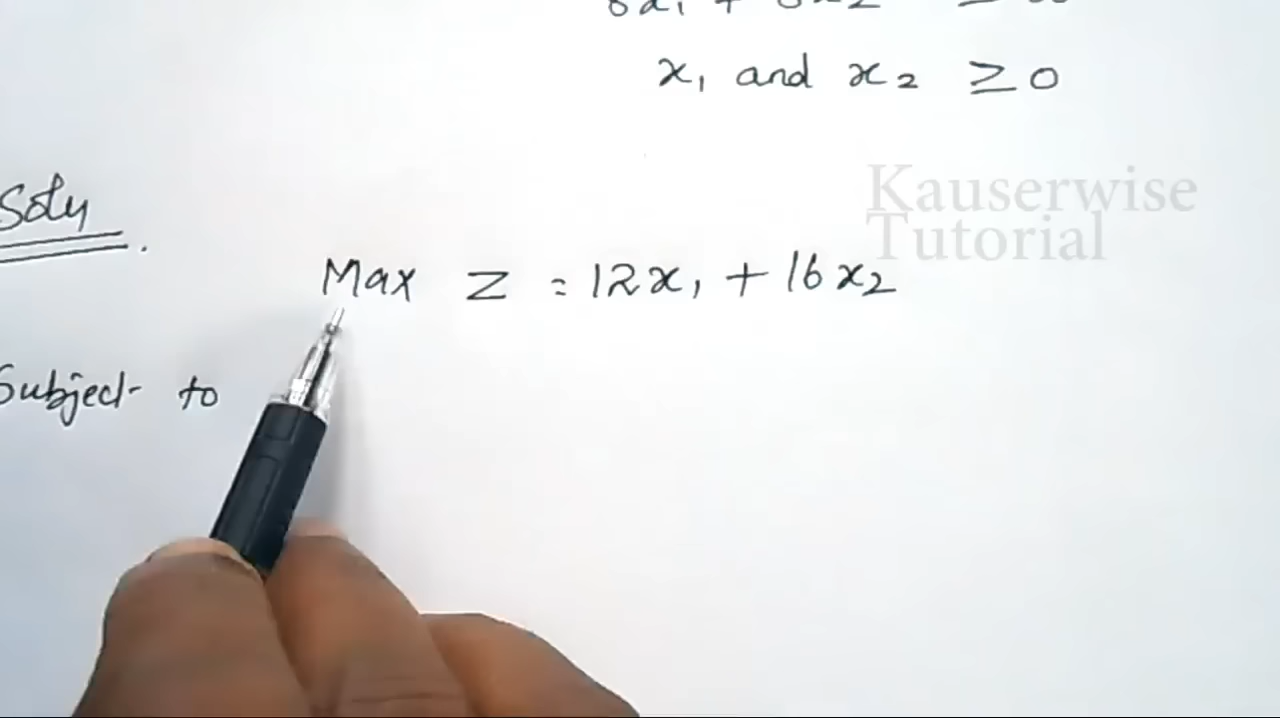 x₁ and x₂ ≥ 0
Kauserwise
Tutorial
Soln.
Max Z = 12x₁ + 16x₂
Subject to